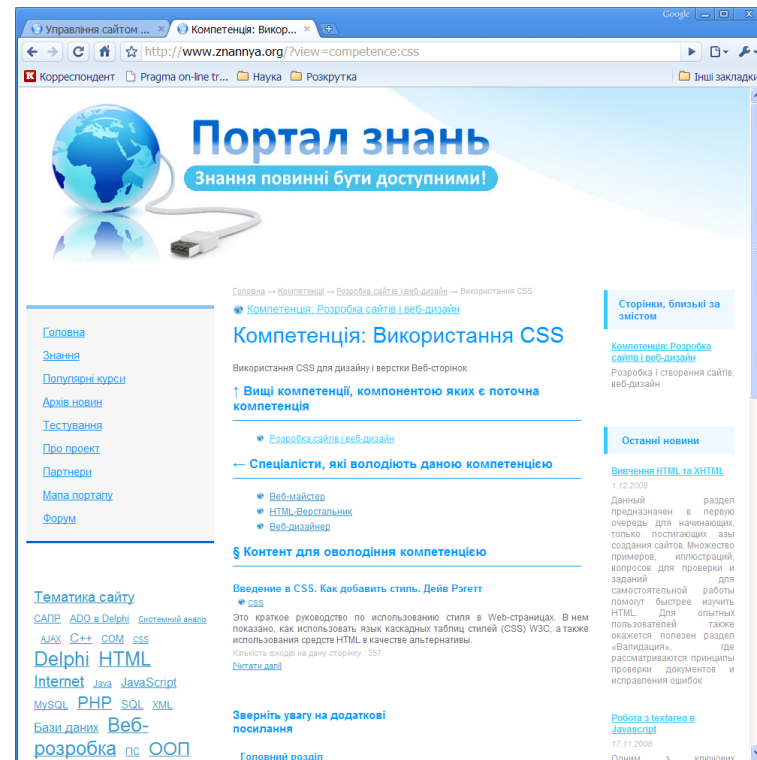 Google
Управління сайтом ...
Компетенція: Викор...
http://www.znannya.org/?view=competence:css
Корреспондент
Pragma on-line tr...
Наука
Розкрутка
Інші закладки
Портал знань
Знання повинні бути доступними!
Головна → Компетенції → Розробка сайтів і веб-дизайн → Використання CSS
Компетенція: Розробка сайтів і веб-дизайн
Компетенція: Використання CSS
Використання CSS для дизайну і верстки Веб-сторінок
↑ Вищі компетенції, компонентою яких є поточна
компетенція
Розробка сайтів і веб-дизайн
← Спеціалісти, які володіють даною компетенцією
Веб-майстер
HTML-Верстальник
Веб-дизайнер
§ Контент для оволодіння компетенцією
Введение в CSS. Как добавить стиль. Дейв Рэгетт
CSS
Это краткое руководство по использованию стиля в Web-страницах. В нем
показано, как использовать язык каскадных таблиц стилей (CSS) W3C, а также
использования средств HTML в качестве альтернативы.
Кількість входів на дану сторінку : 357
[Читати далі]
Зверніть увагу на додаткові
посилання
Головний розділ
Головна
Знання
Популярні курси
Архів новин
Тестування
Про проект
Партнери
Мапа порталу
Форум
Тематика сайту
САПР ADO в Delphi Системний аналіз
AJAX C++ COM CSS
Delphi HTML
Internet Java JavaScript
MySQL PHP SQL XML
Бази даних Веб-
розробка ПС ООП
Сторінки, близькі за
змістом
Компетенція: Розробка
сайтів і веб-дизайн
Розробка і створення сайтів,
веб-дизайн
Останні новини
Вивчення HTML та XHTML
1.12.2008
Данный раздел
предназначен в первую
очередь для начинающих,
только постигающих азы
создания сайтов. Множество
примеров, иллюстраций,
вопросов для проверки и
заданий для
самостоятельной работы
помогут быстрее изучить
HTML. Для опытных
пользователей также
окажется полезен раздел
«Валидация», где
рассматриваются принципы
проверки документов и
исправления ошибок
Робота з textarea в
Javascript
17.11.2008
Одним з ключових